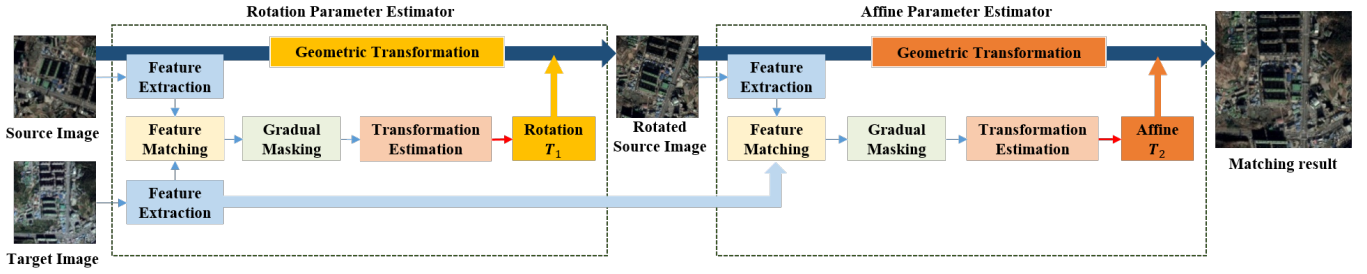 Rotation Parameter Estimator
Affine Parameter Estimator
Geometric Transformation
Geometric Transformation
Feature
Extraction
Feature
Extraction
Source Image
Feature
Matching
Gradual
Masking
Transformation
Estimation
Rotation
T₁
Rotated
Source Image
Feature
Matching
Gradual
Masking
Transformation
Estimation
Affine
T₂
Matching result
Feature
Extraction
Target Image